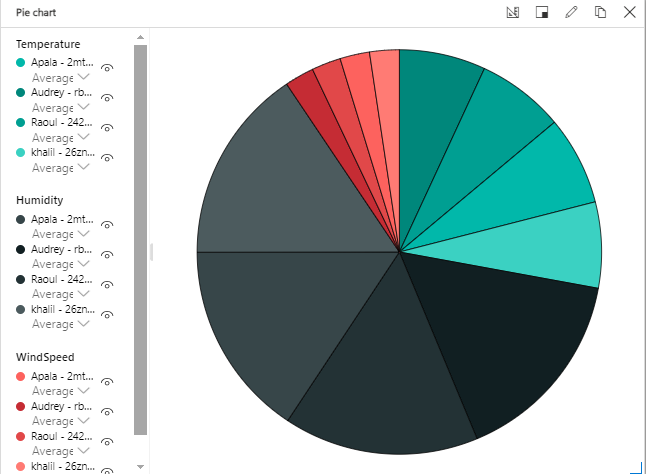 Pie chart
Temperature
Apala - 2mt...
Average
Audrey - rb...
Average
Raoul - 242...
Average
khalil - 26zn...
Average
Humidity
Apala - 2mt...
Average
Audrey - rb...
Average
Raoul - 242...
Average
khalil - 26zn...
Average
WindSpeed
Apala - 2mt...
Average
Audrey - rb...
Average
Raoul - 242...
Average
khalil - 26zn...